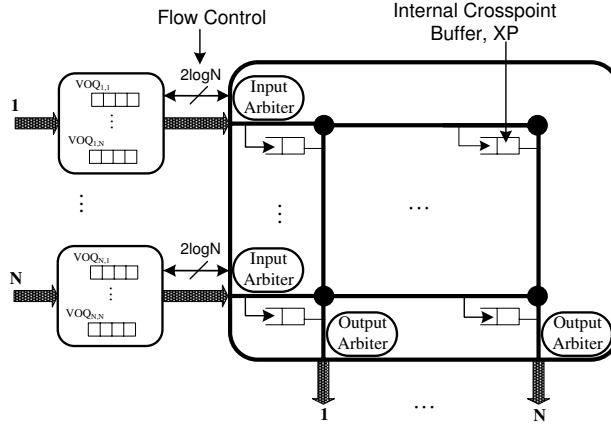 Flow Control
Internal Crosspoint
Buffer, XP
2logN
VOQ1,1
Input
Arbiter
1
...
VOQ1,N
...
...
...
2logN
VOQN,1
Input
Arbiter
N
...
VOQN,N
Output
Arbiter
Output
Arbiter
1
...
N